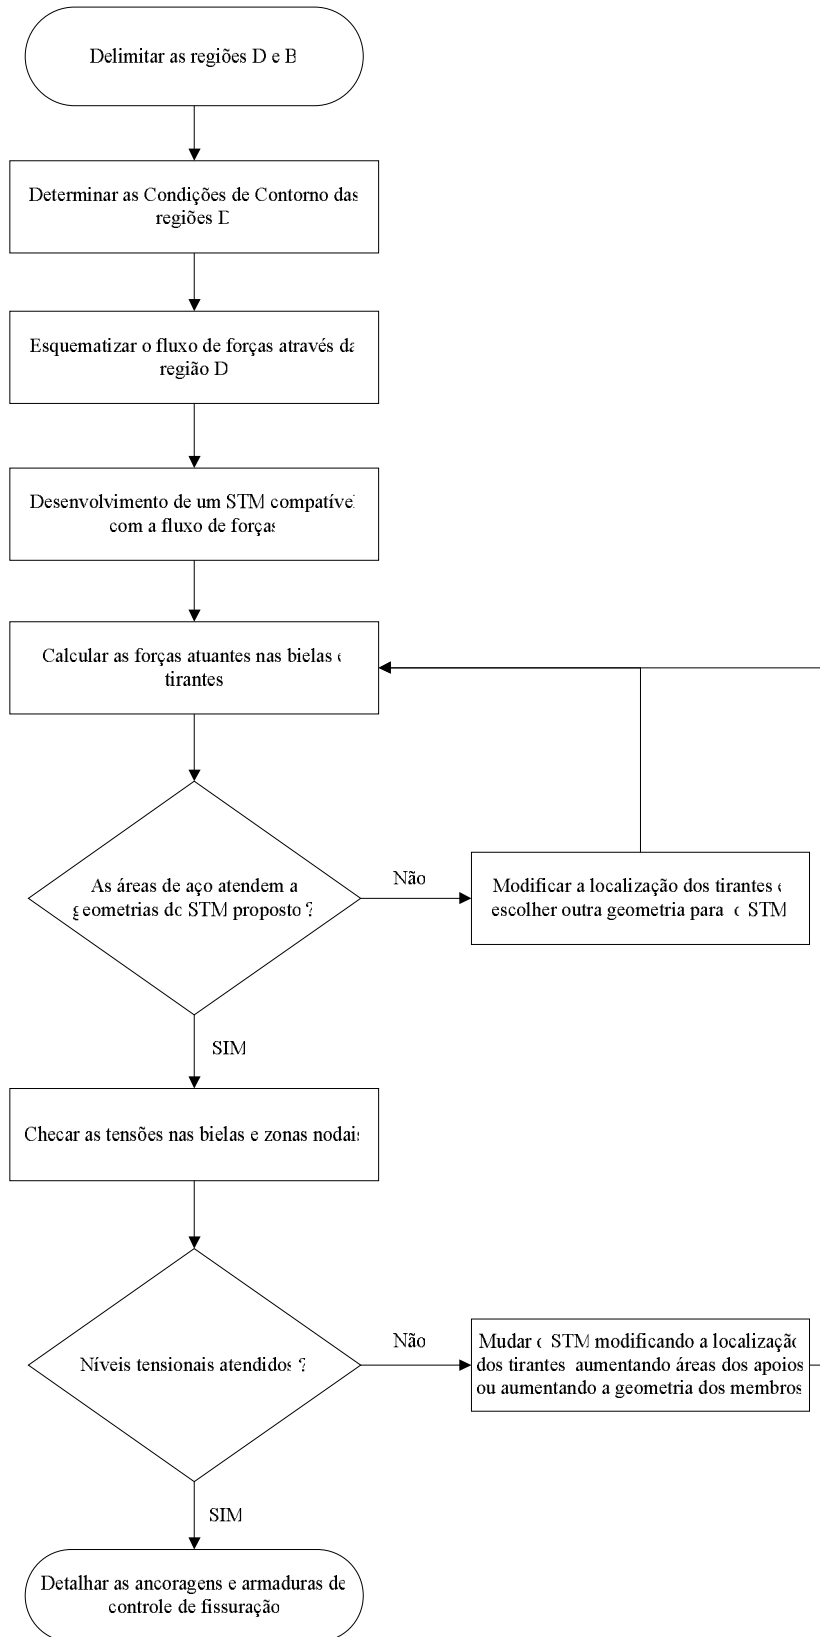 Delimitar as regiões D e B
Determinar as Condições de Contorno das
regiões D
Esquematizar o fluxo de forças através da
região D
Desenvolvimento de um STM compatível
com a fluxo de forças
Calcular as forças atuantes nas bielas e
tirantes
As áreas de aço atendem a
geometrias do STM proposto ?
Não
Modificar a localização dos tirantes e
escolher outra geometria para o STM
SIM
Checar as tensões nas bielas e zonas nodais
Níveis tensionais atendidos ?
Não
Mudar o STM modificando a localização
dos tirantes aumentando áreas dos apoios
ou aumentando a geometria dos membros
SIM
Detalhar as ancoragens e armaduras de
controle de fissuração